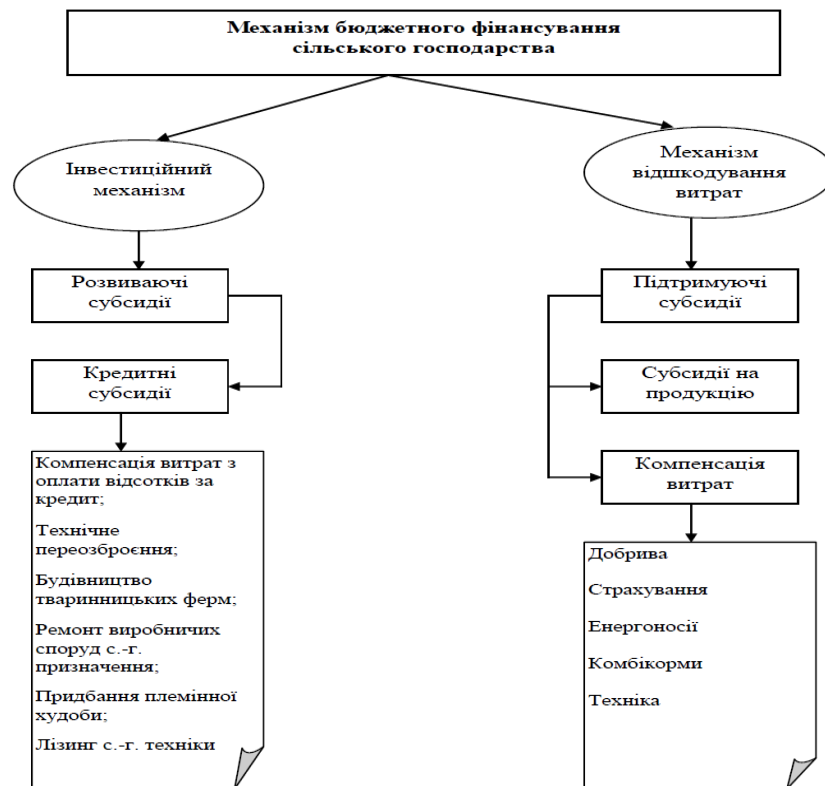 Механізм бюджетного фінансування
сільського господарства
Інвестиційний
механізм
Механізм
відшкодування
витрат
Розвиваючі
субсидії
Підтримуючі
субсидії
Кредитні
субсидії
Субсидії на
продукцію
Компенсація
витрат
Компенсація витрат з
оплати відсотків за
кредит;
Технічне
переозброєння;
Будівництво
тваринницьких ферм;
Ремонт виробничих
споруд с.-г.
призначення;
Придбання племінної
худоби;
Лізинг с.-г. техніки
Добрива
Страхування
Енергоносії
Комбікорми
Техніка